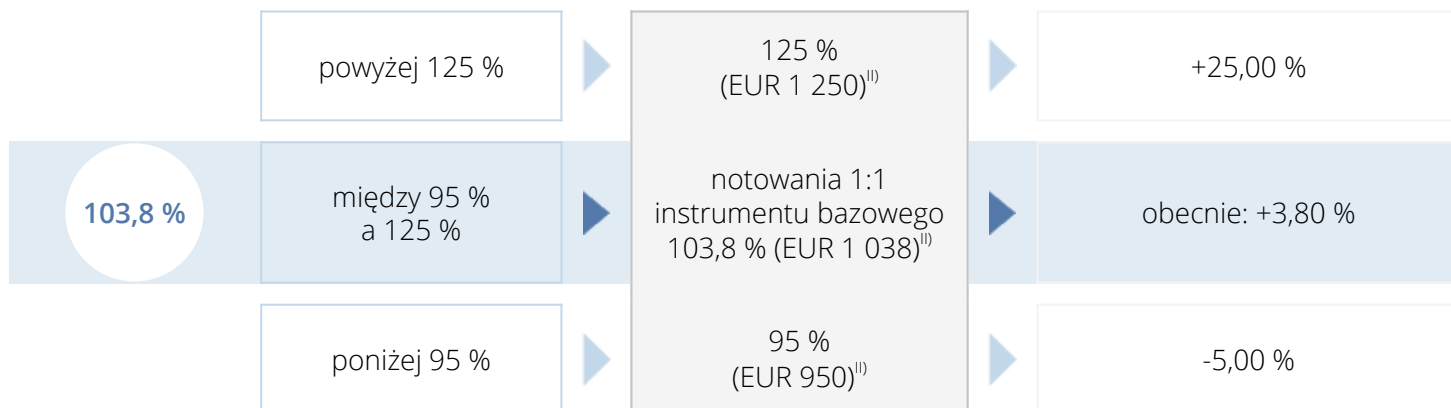 powyżej 125 %
125 %
(EUR 1 250)II)
+25,00 %
103,8 %
między 95 %
a 125 %
notowania 1:1
instrumentu bazowego
103,8 % (EUR 1 038)II)
obecnie: +3,80 %
poniżej 95 %
95 %
(EUR 950)II)
-5,00 %